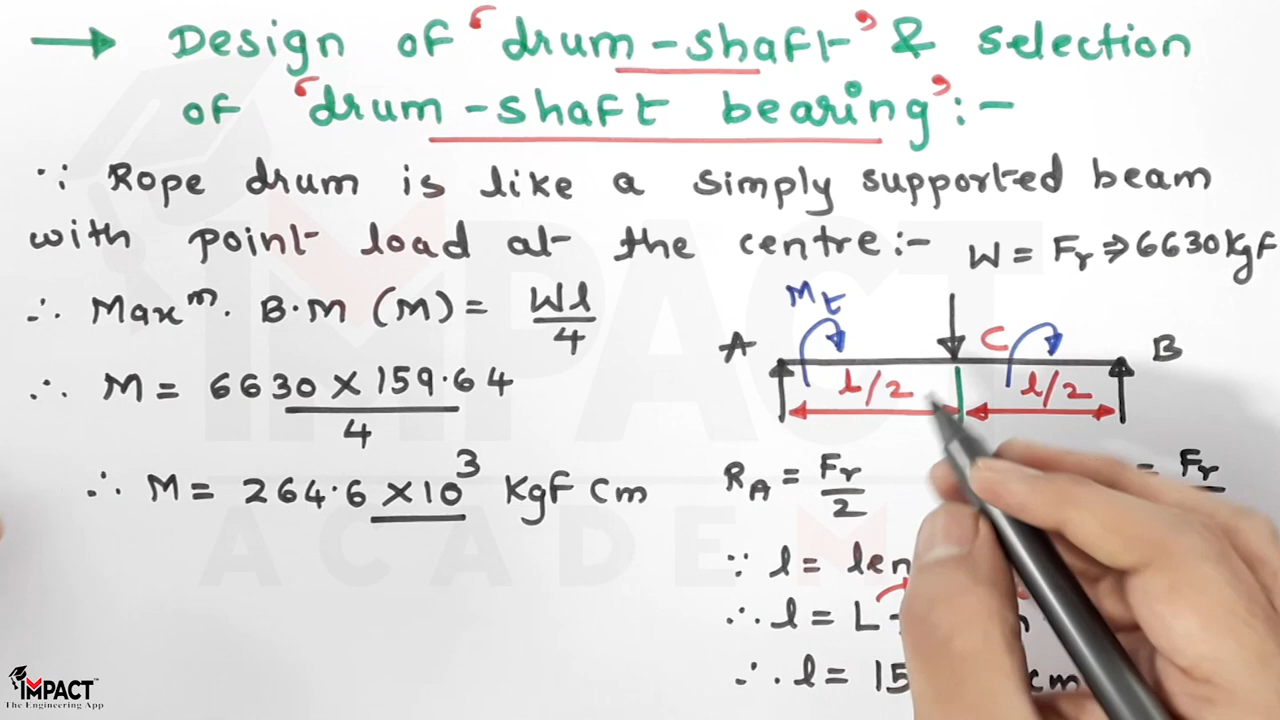 → Design of 'drum-shaft' & selection
of 'drum-shaft bearing':-
∵ Rope drum is like a simply supported beam
with point load at the centre:-
W = Fr ⇒ 6630 KgF
∴ Maxᵐ. B.M (M) = Wl/4
∴ M = 6630 × 159.64 / 4
∴ M = 264.6 × 10³ KgF Cm
Mt
A C B
l/2 l/2
RA = Fr/2 = Fr
∵ l = len
∴ l = L
∴ l = 15 cm
IMPACT
ACADEM
IMPACT™
The Engineering App